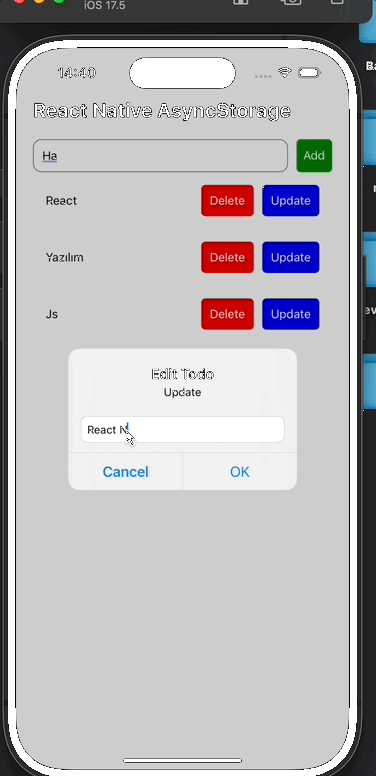 iOS 17.5
14:40
React Native AsyncStorage
Ha Add
React Delete Update
Yazılım Delete Update
Js Delete Update
Edit Todo
Update
React N
Cancel OK